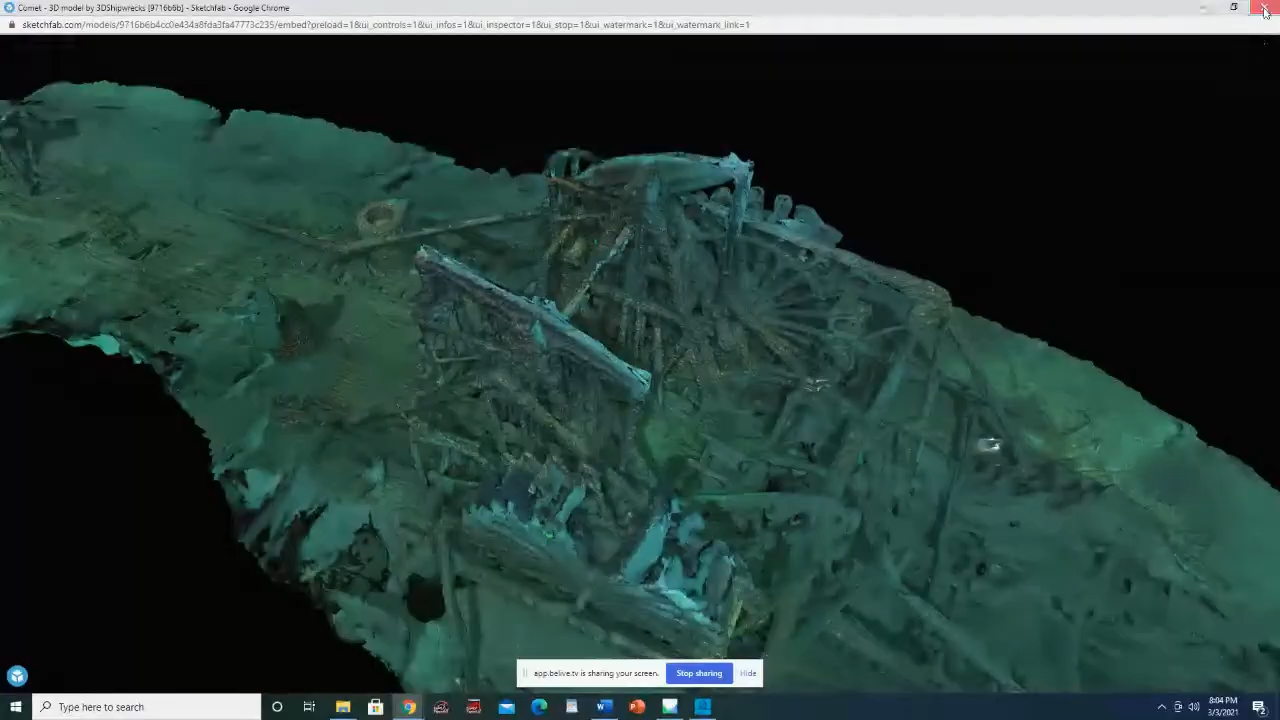 Comet - 3D model by 3DShipwrecks [9716b6b] - Sketchfab - Google Chrome
sketchfab.com/models/9716b6b4cc0e434a8fda3fa47773c235/embed?preload=1&ui_controls=1&ui_infos=1&ui_inspector=1&ui_stop=1&ui_watermark=1&ui_watermark_link=1
app.belive.tv is sharing your screen.
Stop sharing
Hide
Type here to search
8:04 PM
3/3/2021